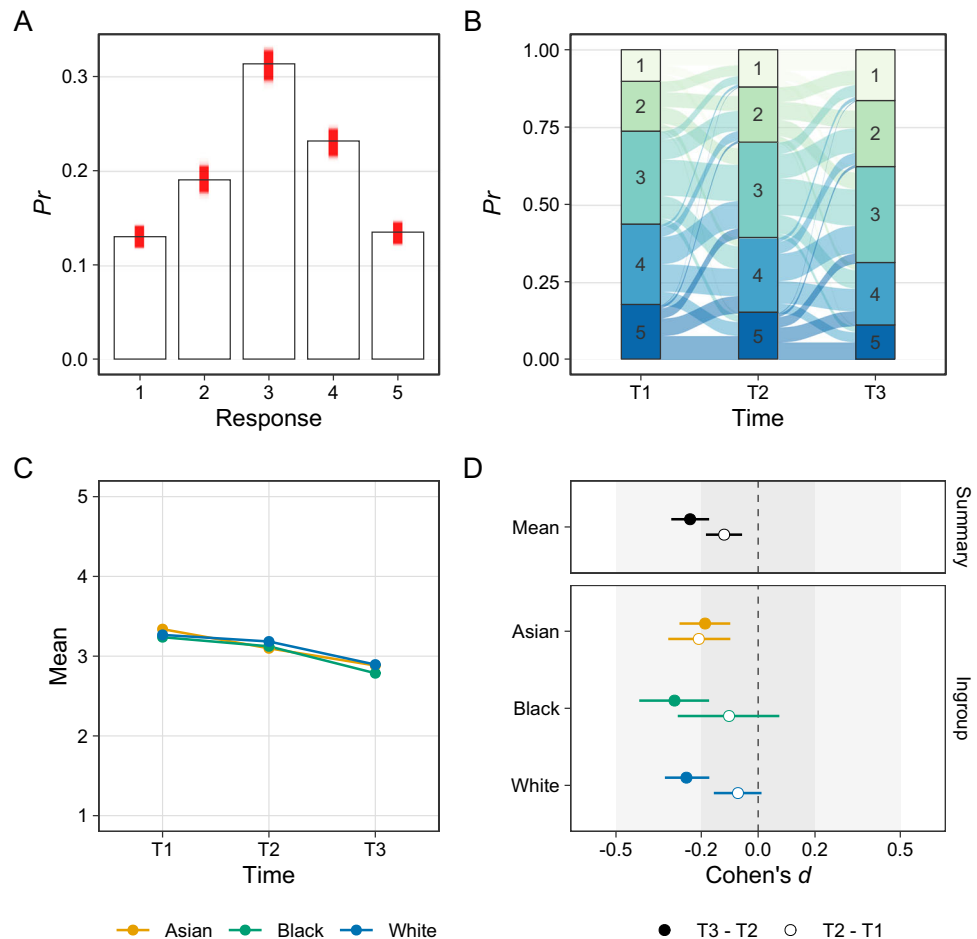 A
Pr
0.3
0.2
0.1
0.0
1 2 3 4 5
Response
B
Pr
1.00
0.75
0.50
0.25
0.00
1 1 1
2 2 2
3 3 3
4 4 4
5 5 5
T1 T2 T3
Time
C
Mean
5
4
3
2
1
T1 T2 T3
Time
Asian Black White
D
Mean
Summary
Asian
Black
White
Ingroup
-0.5 -0.2 0.0 0.2 0.5
Cohen's d
T3 - T2 T2 - T1